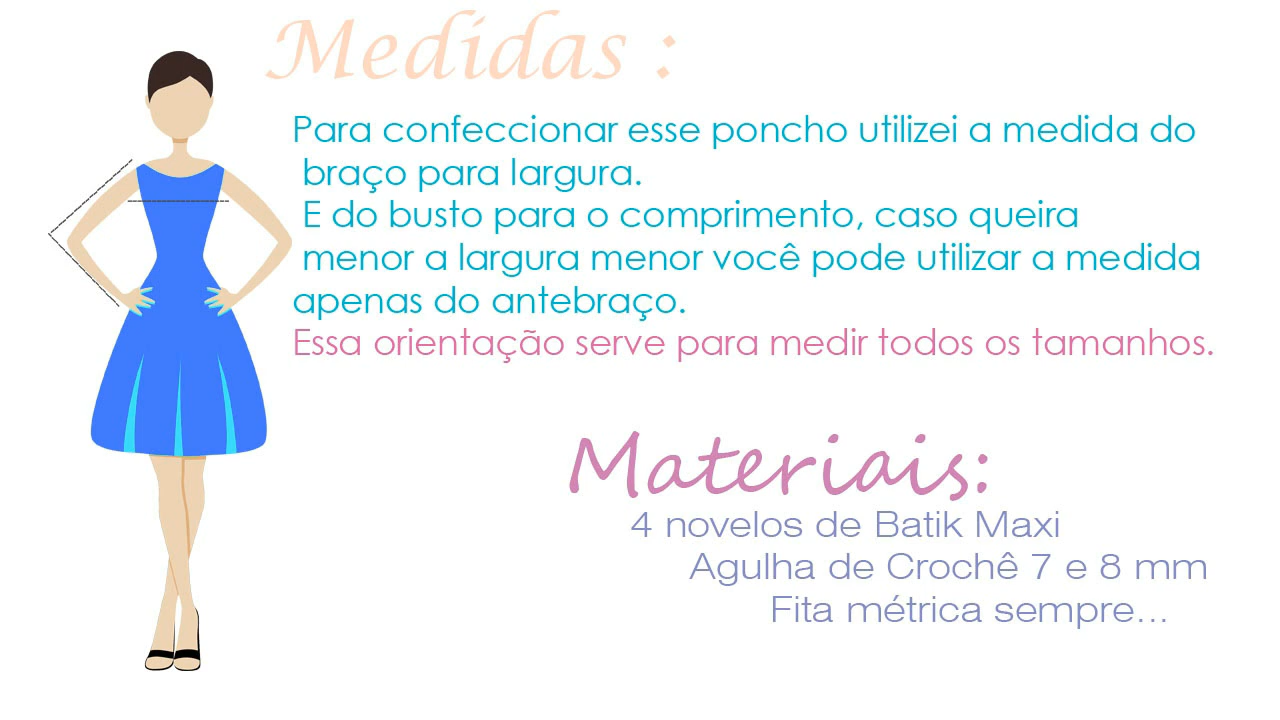 Medidas :
Para confeccionar esse poncho utilizei a medida do
braço para largura.
E do busto para o comprimento, caso queira
menor a largura menor você pode utilizar a medida
apenas do antebraço.
Essa orientação serve para medir todos os tamanhos.
Materiais:
4 novelos de Batik Maxi
Agulha de Crochê 7 e 8 mm
Fita métrica sempre...